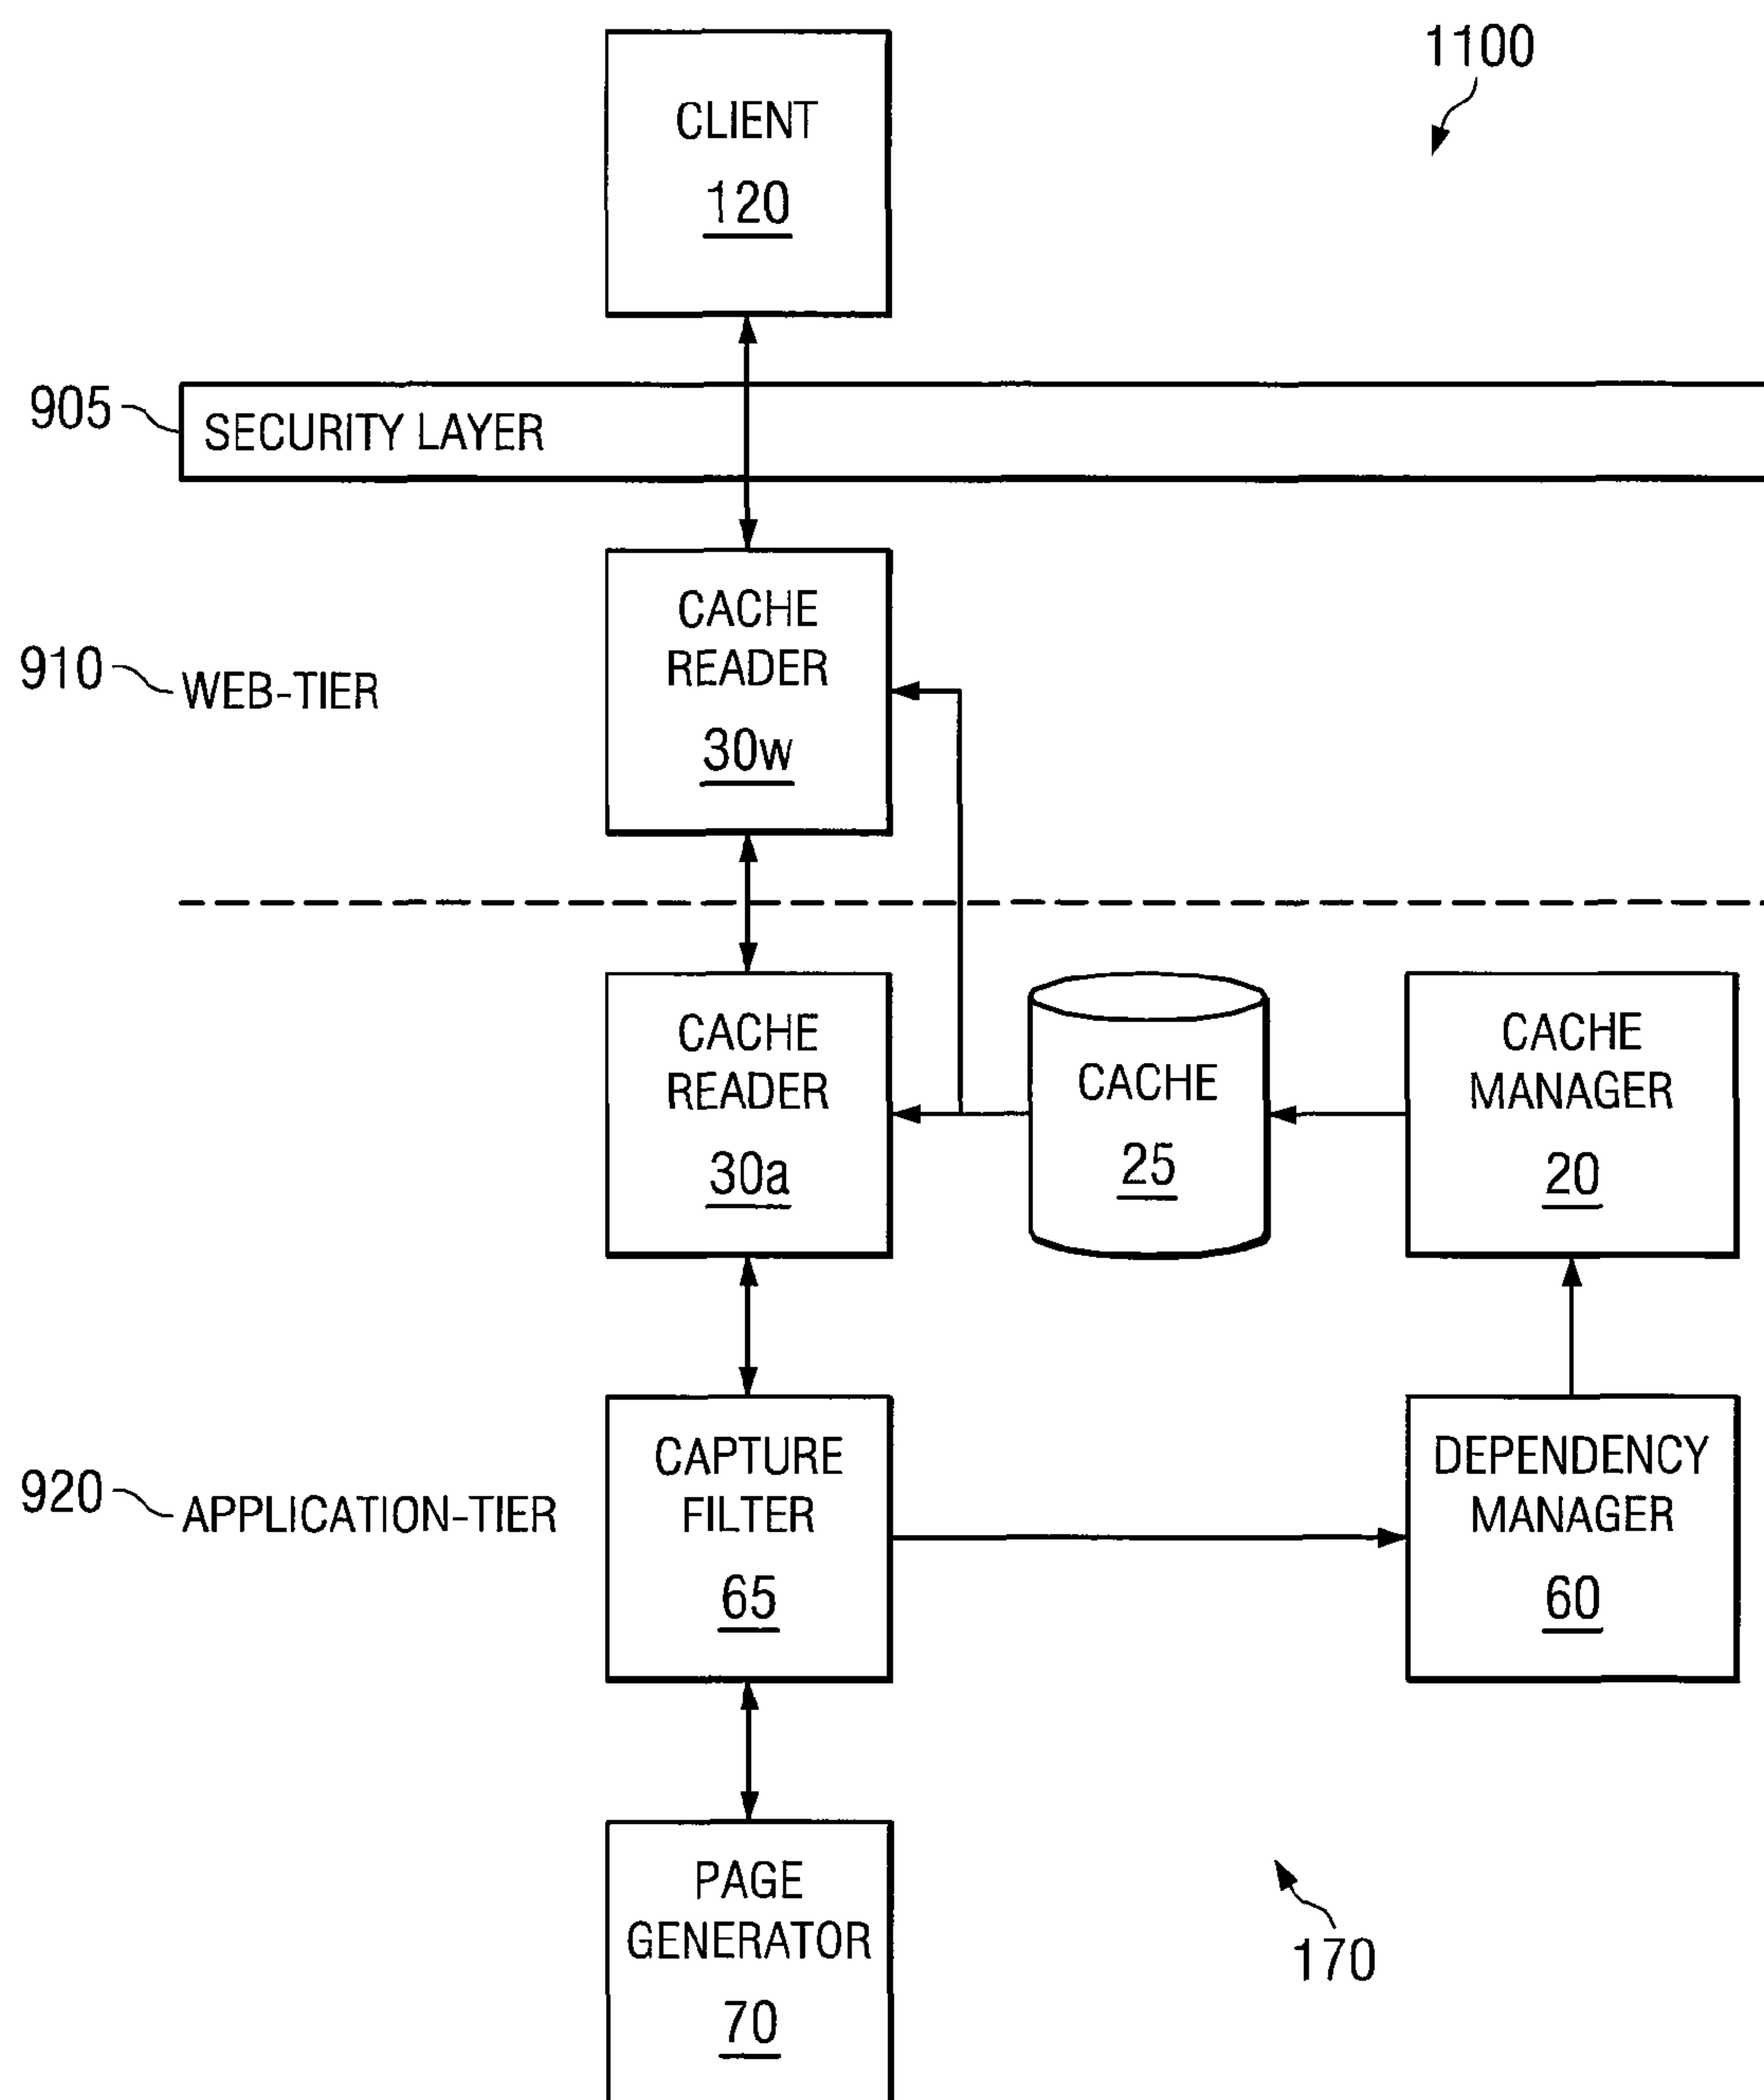 1100
CLIENT
120
905
SECURITY LAYER
CACHE
READER
30w
910
WEB-TIER
CACHE
READER
30a
CACHE
25
CACHE
MANAGER
20
CAPTURE
FILTER
65
DEPENDENCY
MANAGER
60
920
APPLICATION-TIER
PAGE
GENERATOR
70
170